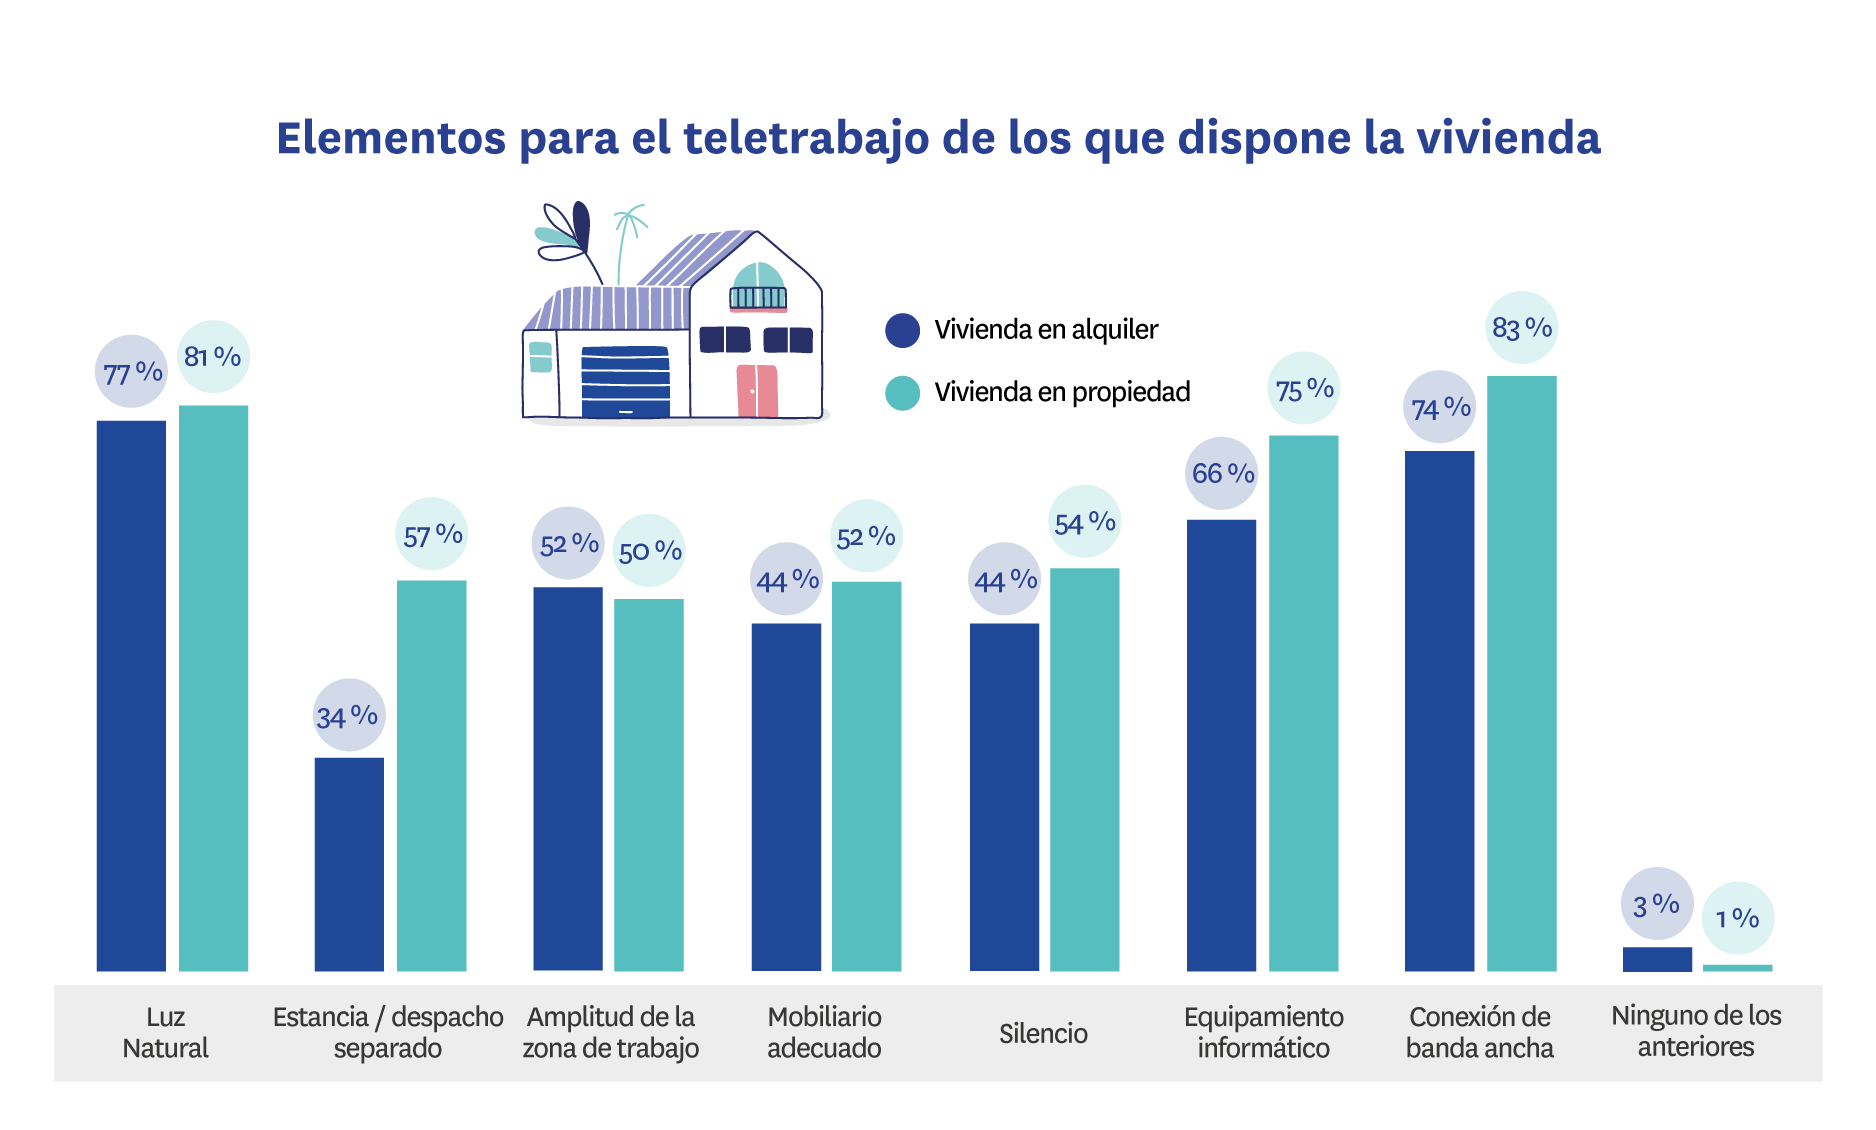 Elementos para el teletrabajo de los que dispone la vivienda
Vivienda en alquiler
Vivienda en propiedad
77 %
81 %
34 %
57 %
52 %
50 %
44 %
52 %
44 %
54 %
66 %
75 %
74 %
83 %
3 %
1 %
Luz
Natural
Estancia / despacho
separado
Amplitud de la
zona de trabajo
Mobiliario
adecuado
Silencio
Equipamiento
informático
Conexión de
banda ancha
Ninguno de los
anteriores